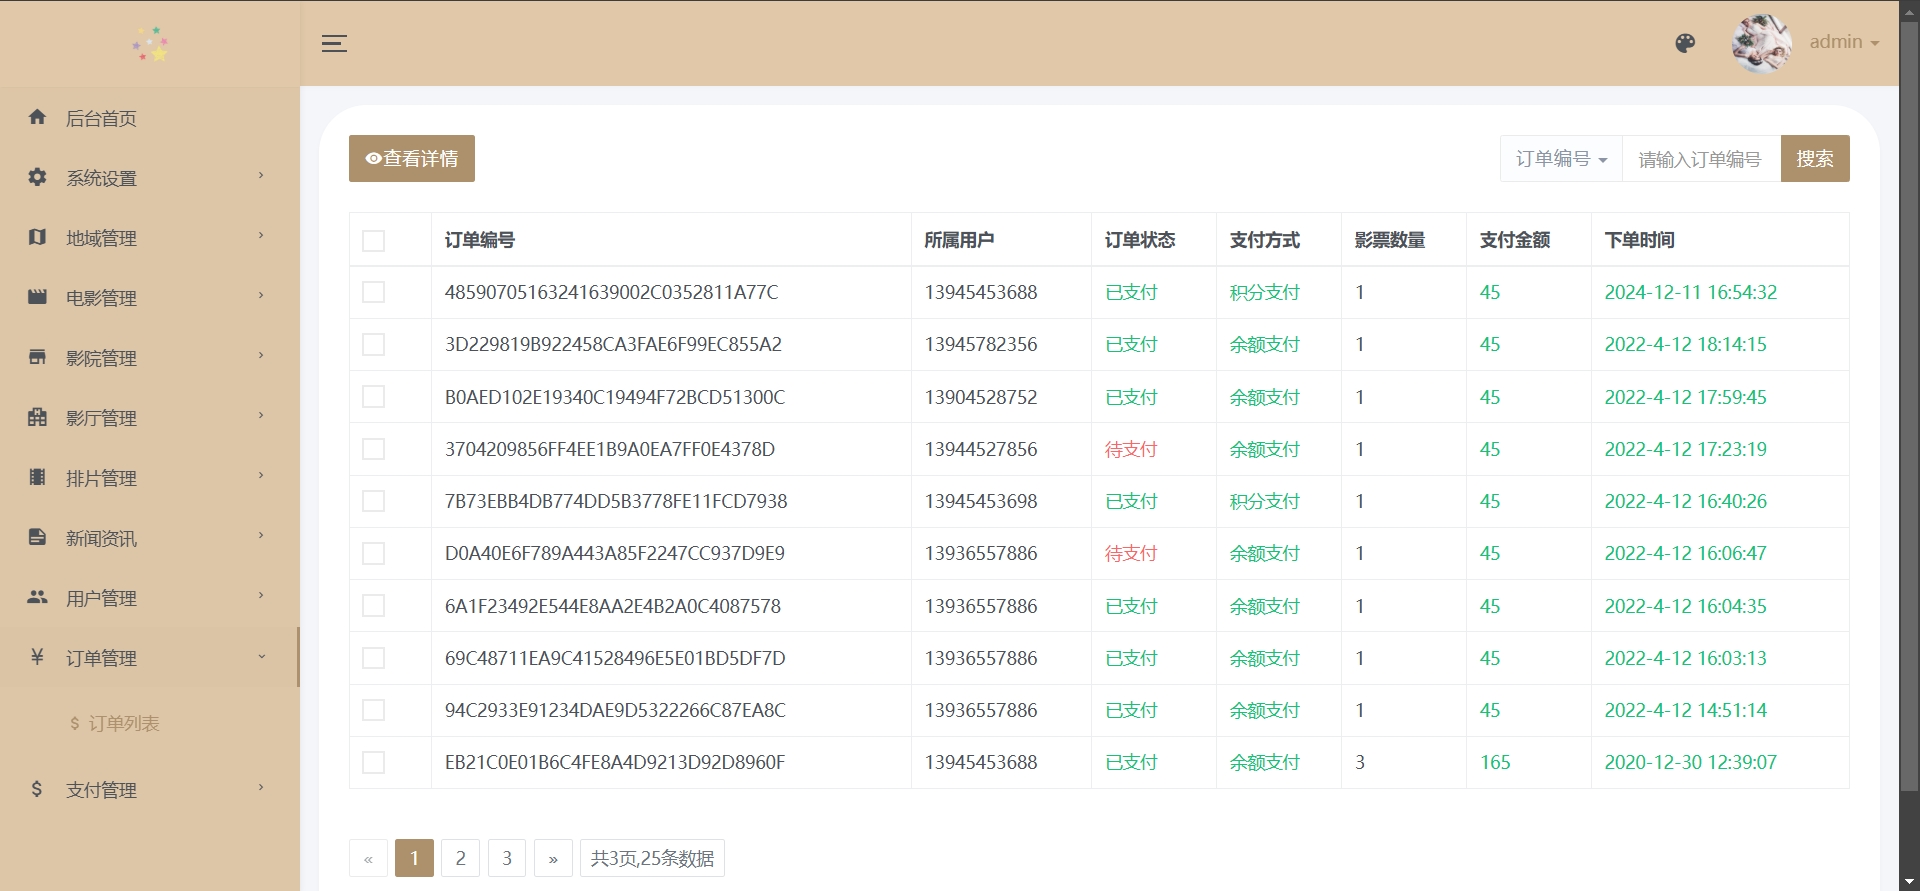 admin
后台首页
系统设置
地域管理
电影管理
影院管理
影厅管理
排片管理
新闻资讯
用户管理
订单管理
订单列表
支付管理
查看详情
订单编号 请输入订单编号 搜索
订单编号 所属用户 订单状态 支付方式 影票数量 支付金额 下单时间
48590705163241639002C0352811A77C 13945453688 已支付 积分支付 1 45 2024-12-11 16:54:32
3D229819B922458CA3FAE6F99EC855A2 13945782356 已支付 余额支付 1 45 2022-4-12 18:14:15
B0AED102E19340C19494F72BCD51300C 13904528752 已支付 余额支付 1 45 2022-4-12 17:59:45
3704209856FF4EE1B9A0EA7FF0E4378D 13944527856 待支付 余额支付 1 45 2022-4-12 17:23:19
7B73EBB4DB774DD5B3778FE11FCD7938 13945453698 已支付 积分支付 1 45 2022-4-12 16:40:26
D0A40E6F789A443A85F2247CC937D9E9 13936557886 待支付 余额支付 1 45 2022-4-12 16:06:47
6A1F23492E544E8AA2E4B2A0C4087578 13936557886 已支付 余额支付 1 45 2022-4-12 16:04:35
69C48711EA9C41528496E5E01BD5DF7D 13936557886 已支付 余额支付 1 45 2022-4-12 16:03:13
94C2933E91234DAE9D5322266C87EA8C 13936557886 已支付 余额支付 1 45 2022-4-12 14:51:14
EB21C0E01B6C4FE8A4D9213D92D8960F 13945453688 已支付 余额支付 3 165 2020-12-30 12:39:07
« 1 2 3 » 共3页,25条数据